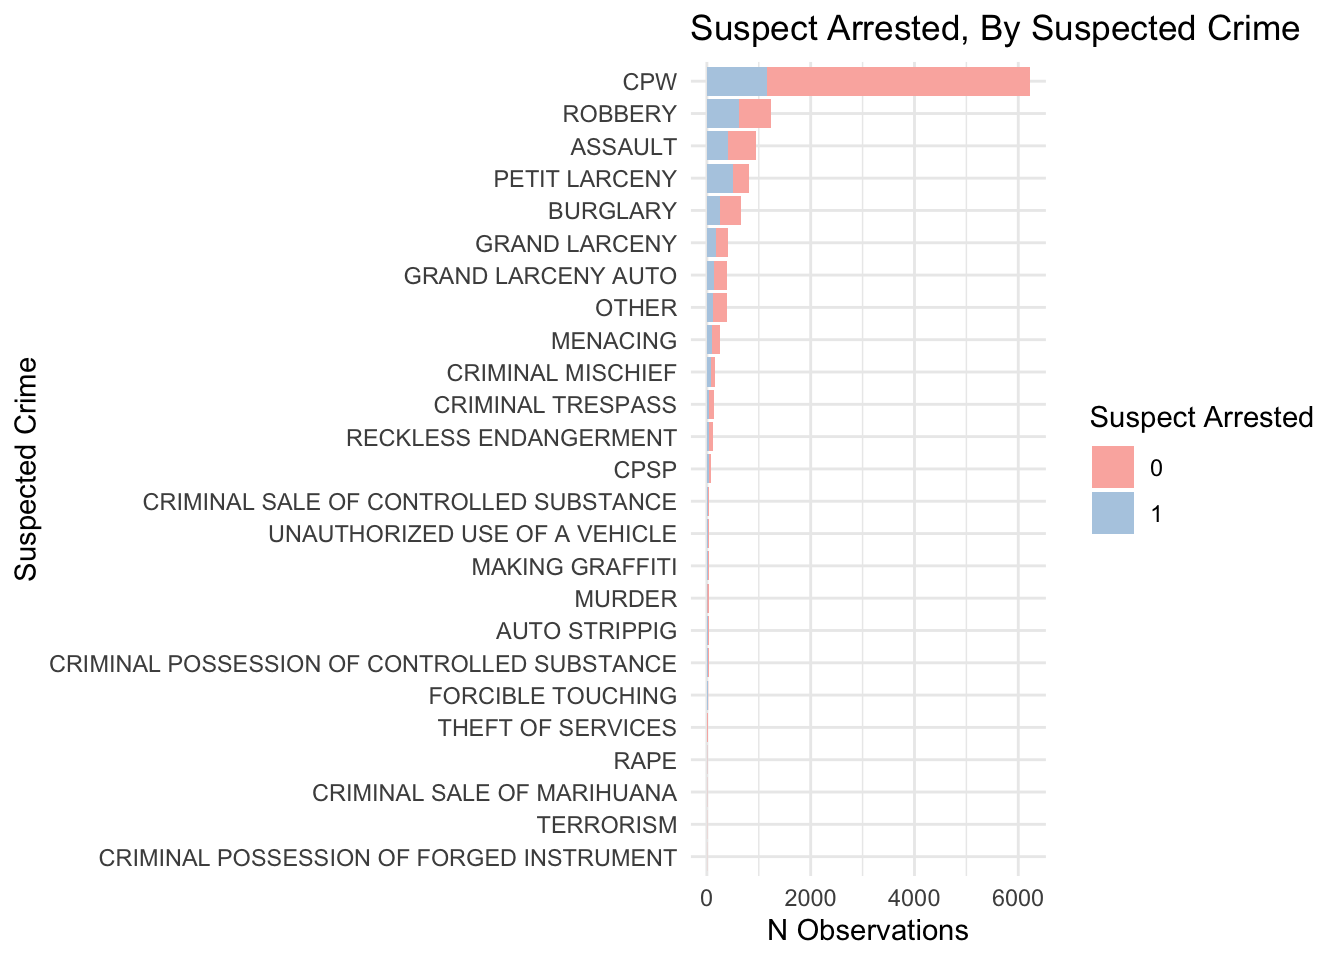 Suspect Arrested, By Suspected Crime
Suspected Crime
CPW
ROBBERY
ASSAULT
PETIT LARCENY
BURGLARY
GRAND LARCENY
GRAND LARCENY AUTO
OTHER
MENACING
CRIMINAL MISCHIEF
CRIMINAL TRESPASS
RECKLESS ENDANGERMENT
CPSP
CRIMINAL SALE OF CONTROLLED SUBSTANCE
UNAUTHORIZED USE OF A VEHICLE
MAKING GRAFFITI
MURDER
AUTO STRIPPIG
CRIMINAL POSSESSION OF CONTROLLED SUBSTANCE
FORCIBLE TOUCHING
THEFT OF SERVICES
RAPE
CRIMINAL SALE OF MARIHUANA
TERRORISM
CRIMINAL POSSESSION OF FORGED INSTRUMENT
0 2000 4000 6000
N Observations
Suspect Arrested
0
1